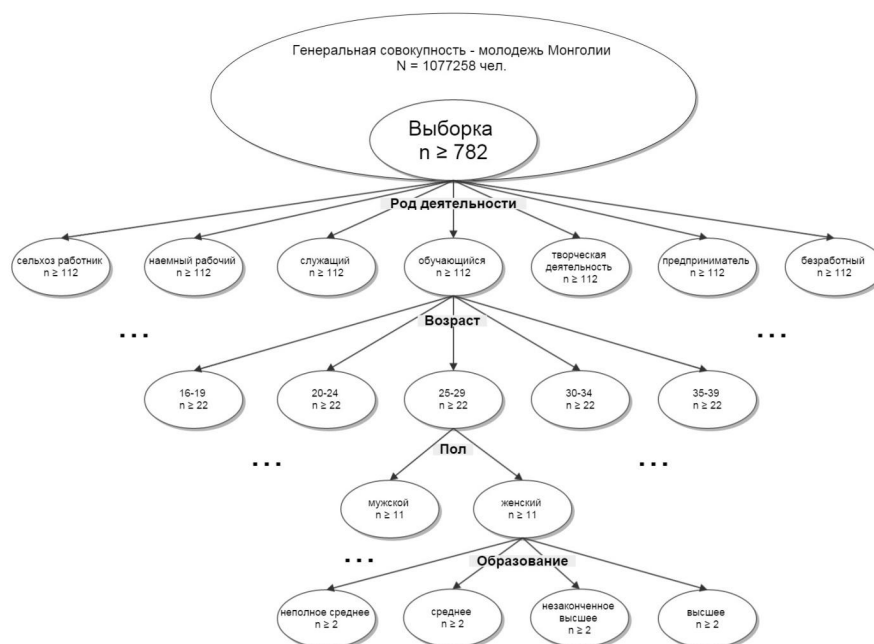 Генеральная совокупность - молодежь Монголии
N = 1077258 чел.
Выборка
n ≥ 782
Род деятельности
сельхоз работник
n ≥ 112
наемный рабочий
n ≥ 112
служащий
n ≥ 112
обучающийся
n ≥ 112
творческая
деятельность
n ≥ 112
предприниматель
n ≥ 112
безработный
n ≥ 112
...
Возраст
...
16-19
n ≥ 22
20-24
n ≥ 22
25-29
n ≥ 22
30-34
n ≥ 22
35-39
n ≥ 22
...
Пол
...
мужской
n ≥ 11
женский
n ≥ 11
...
Образование
неполное среднее
n ≥ 2
среднее
n ≥ 2
незаконченное
высшее
n ≥ 2
высшее
n ≥ 2